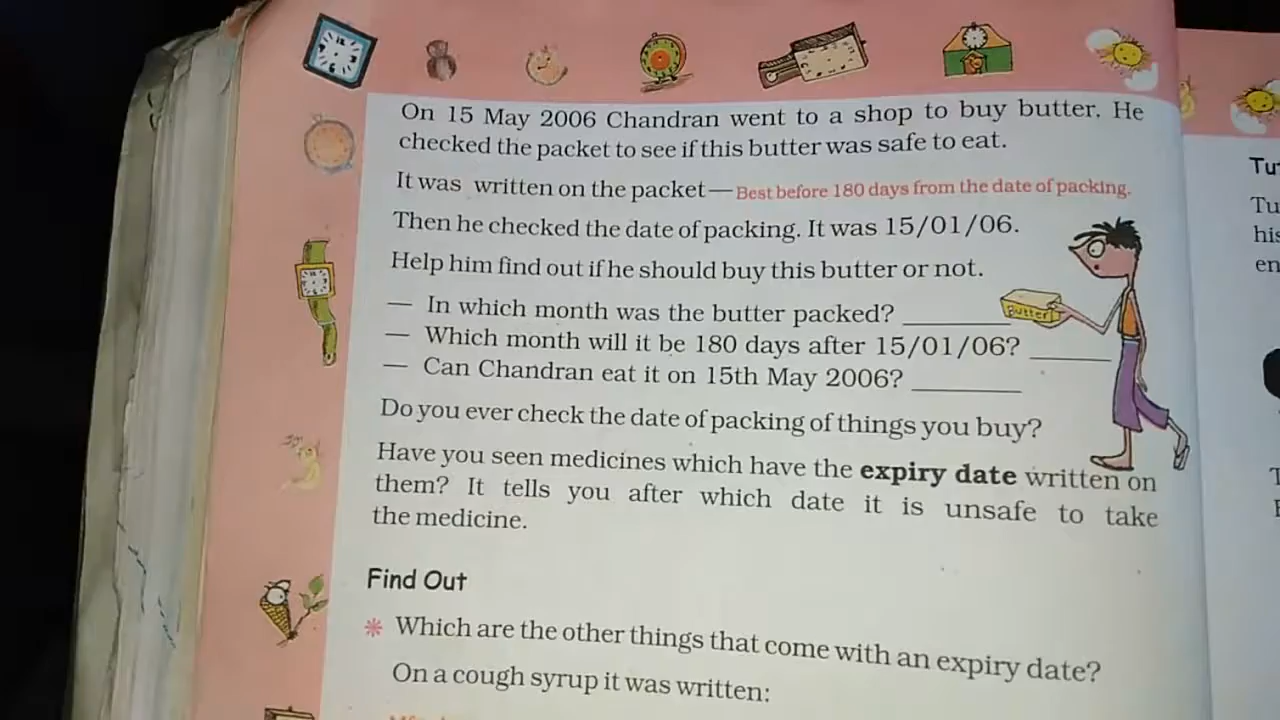 On 15 May 2006 Chandran went to a shop to buy butter. He
checked the packet to see if this butter was safe to eat.
It was written on the packet — Best before 180 days from the date of packing.
Then he checked the date of packing. It was 15/01/06.
Help him find out if he should buy this butter or not.
— In which month was the butter packed? ________
— Which month will it be 180 days after 15/01/06? ______
— Can Chandran eat it on 15th May 2006? ________
Butter
Do you ever check the date of packing of things you buy?
Have you seen medicines which have the expiry date written on
them? It tells you after which date it is unsafe to take
the medicine.
Find Out
Which are the other things that come with an expiry date?
On a cough syrup it was written: